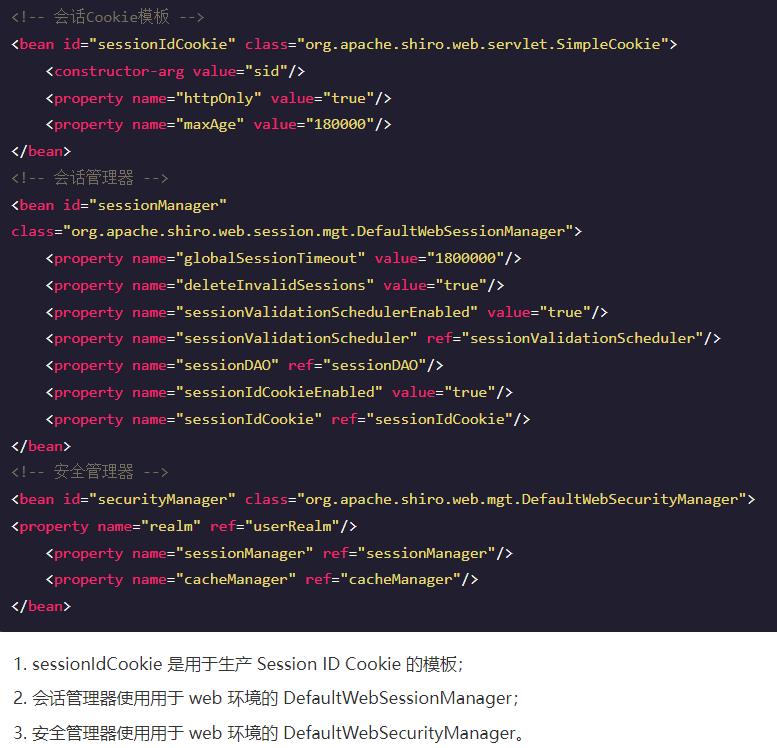 <!-- 会话Cookie模板 -->
<bean id="sessionIdCookie" class="org.apache.shiro.web.servlet.SimpleCookie">
    <constructor-arg value="sid"/>
    <property name="httpOnly" value="true"/>
    <property name="maxAge" value="180000"/>
</bean>
<!-- 会话管理器 -->
<bean id="sessionManager"
class="org.apache.shiro.web.session.mgt.DefaultWebSessionManager">
    <property name="globalSessionTimeout" value="1800000"/>
    <property name="deleteInvalidSessions" value="true"/>
    <property name="sessionValidationSchedulerEnabled" value="true"/>
    <property name="sessionValidationScheduler" ref="sessionValidationScheduler"/>
    <property name="sessionDAO" ref="sessionDAO"/>
    <property name="sessionIdCookieEnabled" value="true"/>
    <property name="sessionIdCookie" ref="sessionIdCookie"/>
</bean>
<!-- 安全管理器 -->
<bean id="securityManager" class="org.apache.shiro.web.mgt.DefaultWebSecurityManager">
<property name="realm" ref="userRealm"/>
    <property name="sessionManager" ref="sessionManager"/>
    <property name="cacheManager" ref="cacheManager"/>
</bean>
1. sessionIdCookie 是用于生产 Session ID Cookie 的模板；
2. 会话管理器使用用于 web 环境的 DefaultWebSessionManager；
3. 安全管理器使用用于 web 环境的 DefaultWebSecurityManager。